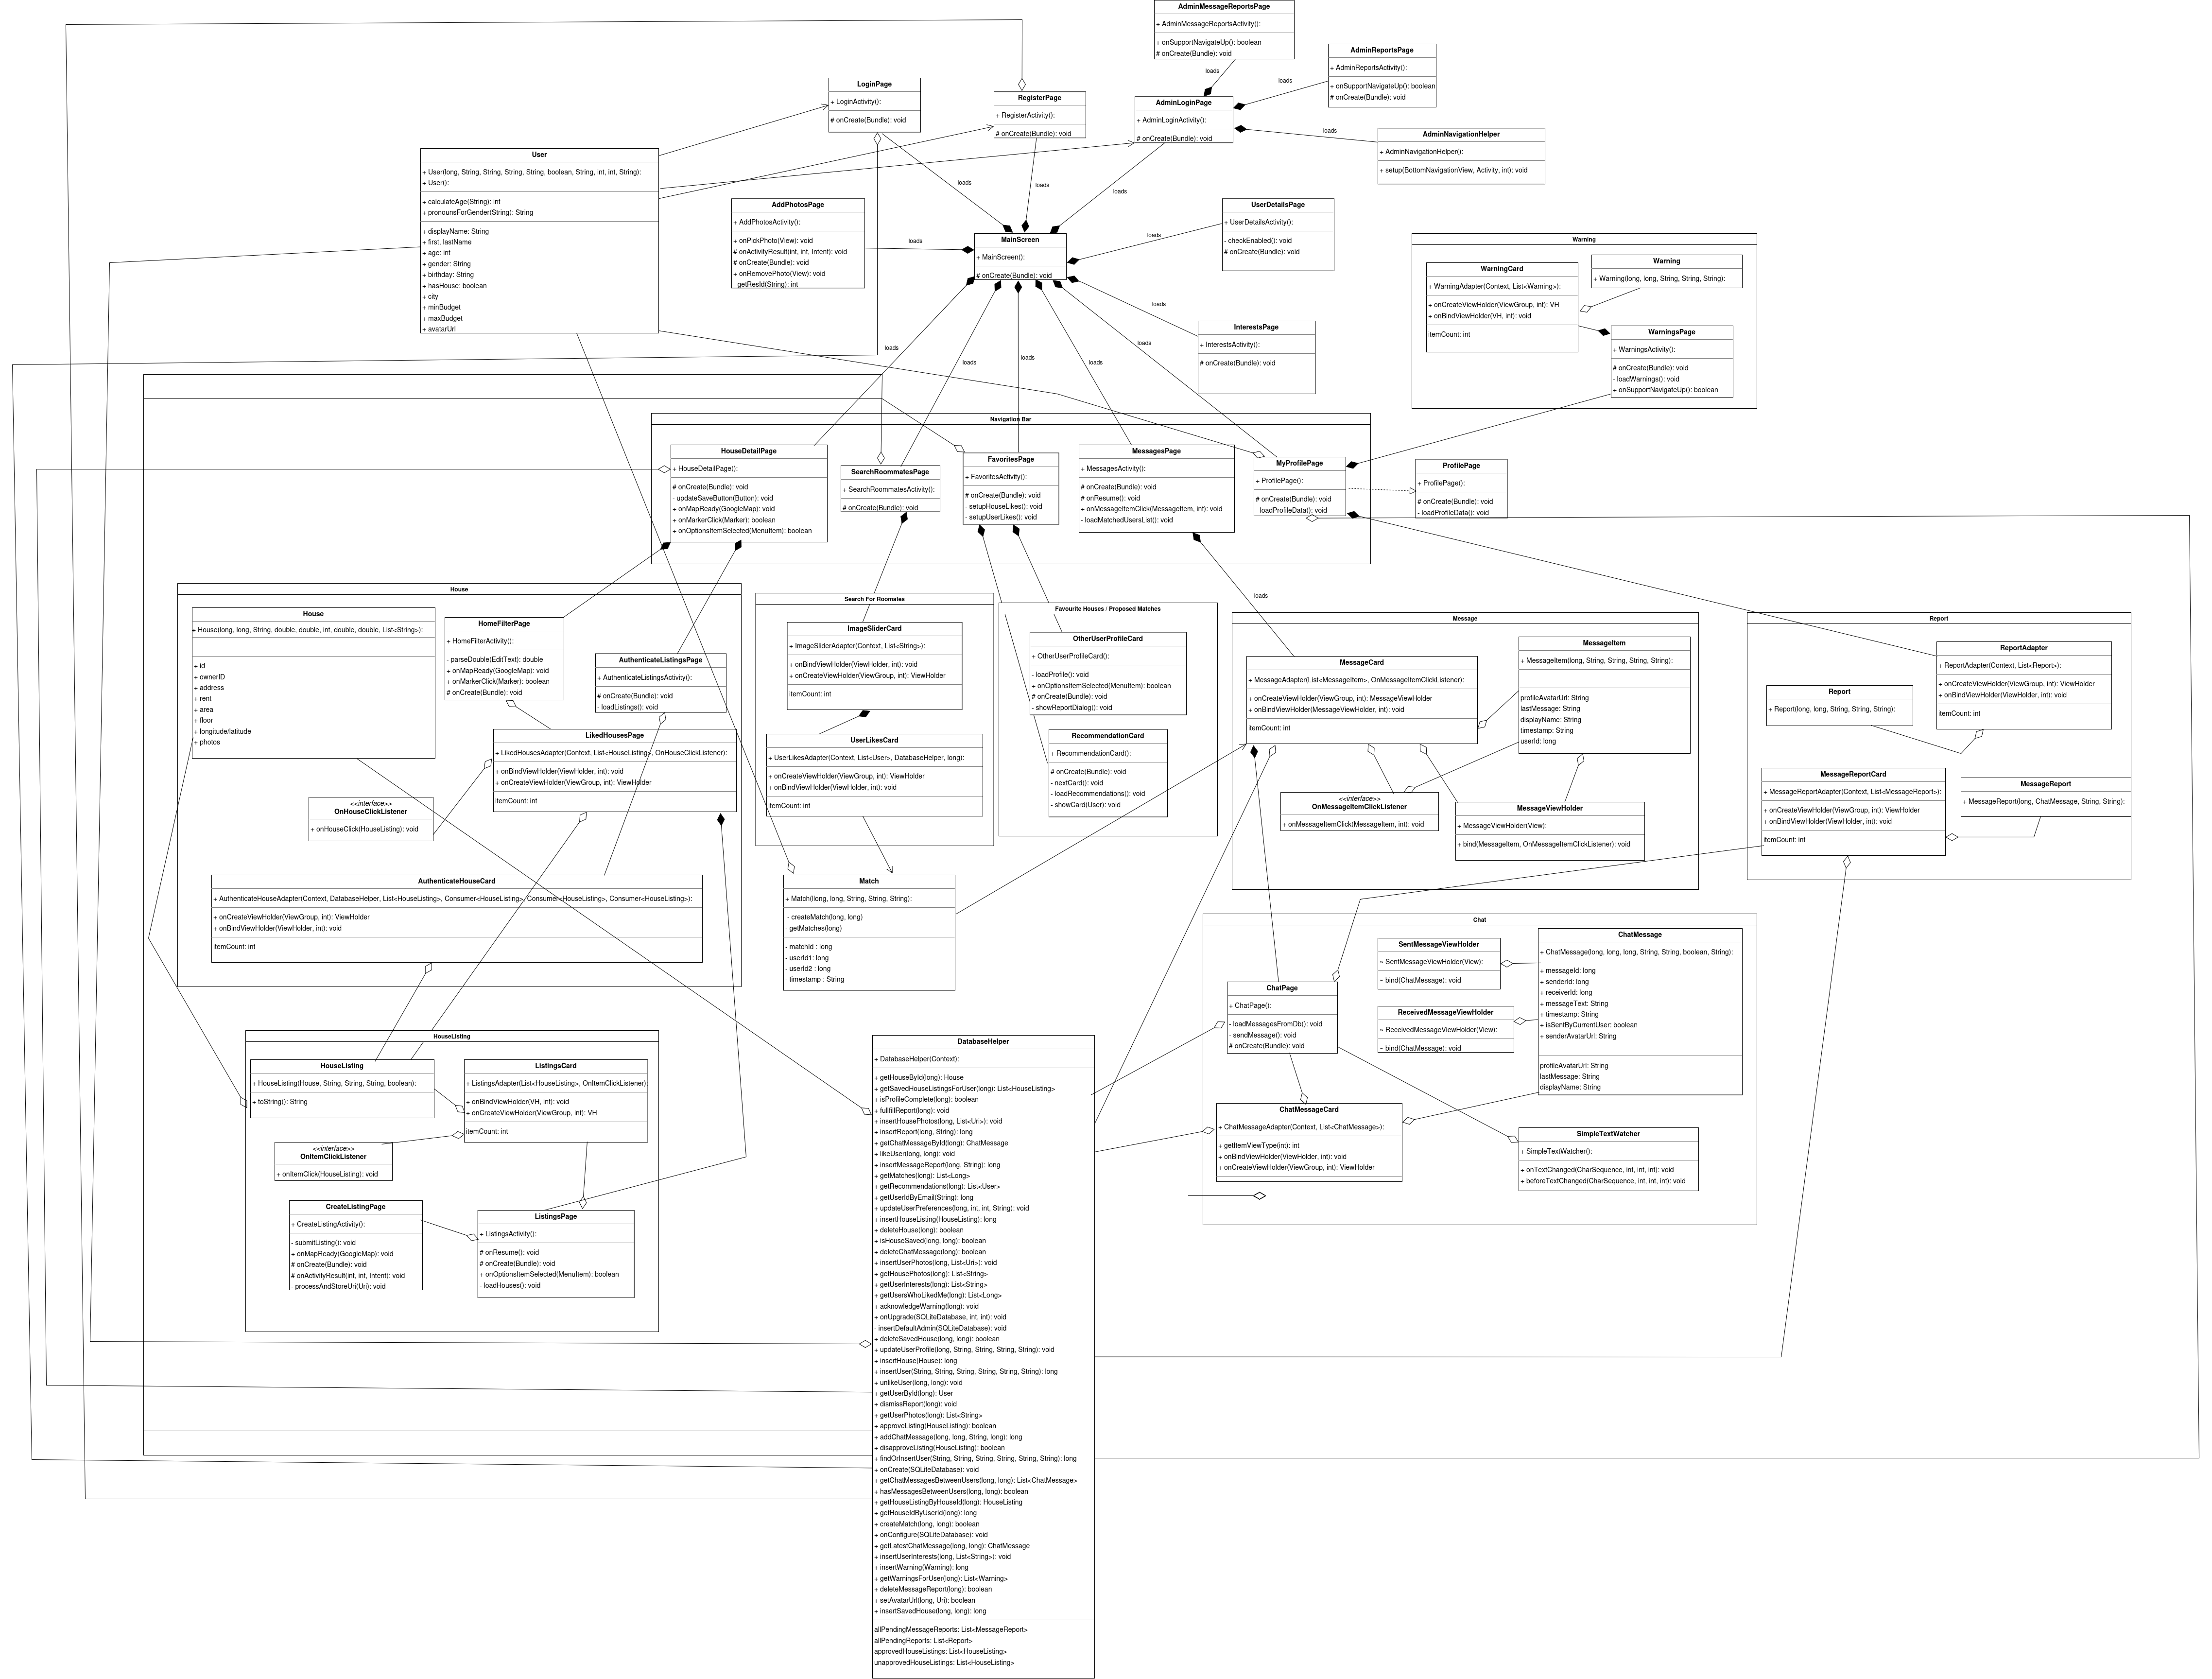 AdminMessageReportsPage
+ AdminMessageReportsActivity():
+ onSupportNavigateUp(): boolean
# onCreate(Bundle): void
AdminReportsPage
+ AdminReportsActivity():
+ onSupportNavigateUp(): boolean
# onCreate(Bundle): void
loads
loads
LoginPage
+ LoginActivity():
# onCreate(Bundle): void
RegisterPage
+ RegisterActivity():
# onCreate(Bundle): void
AdminLoginPage
+ AdminLoginActivity():
# onCreate(Bundle): void
loads
AdminNavigationHelper
+ AdminNavigationHelper():
+ setup(BottomNavigationView, Activity, int): void
User
+ User(long, String, String, String, String, boolean, String, int, int, String):
+ User():
+ calculateAge(String): int
+ pronounsForGender(String): String
+ displayName: String
+ first, lastName
+ age: int
+ gender: String
+ birthday: String
+ hasHouse: boolean
+ city
+ minBudget
+ maxBudget
+ avatarUrl
loads
loads
loads
AddPhotosPage
+ AddPhotosActivity():
+ onPickPhoto(View): void
# onActivityResult(int, int, Intent): void
# onCreate(Bundle): void
+ onRemovePhoto(View): void
- getResId(String): int
loads
MainScreen
+ MainScreen():
# onCreate(Bundle): void
loads
UserDetailsPage
+ UserDetailsActivity():
- checkEnabled(): void
# onCreate(Bundle): void
loads
InterestsPage
+ InterestsActivity():
# onCreate(Bundle): void
loads
loads
loads
loads
loads
Warning
WarningCard
+ WarningAdapter(Context, List<Warning>):
+ onCreateViewHolder(ViewGroup, int): VH
+ onBindViewHolder(VH, int): void
itemCount: int
Warning
+ Warning(long, long, String, String, String):
WarningsPage
+ WarningsActivity():
# onCreate(Bundle): void
- loadWarnings(): void
+ onSupportNavigateUp(): boolean
Navigation Bar
HouseDetailPage
+ HouseDetailPage():
# onCreate(Bundle): void
- updateSaveButton(Button): void
+ onMapReady(GoogleMap): void
+ onMarkerClick(Marker): boolean
+ onOptionsItemSelected(MenuItem): boolean
SearchRoommatesPage
+ SearchRoommatesActivity():
# onCreate(Bundle): void
FavoritesPage
+ FavoritesActivity():
# onCreate(Bundle): void
- setupHouseLikes(): void
- setupUserLikes(): void
MessagesPage
+ MessagesActivity():
# onCreate(Bundle): void
# onResume(): void
+ onMessageItemClick(MessageItem, int): void
- loadMatchedUsersList(): void
MyProfilePage
+ ProfilePage():
# onCreate(Bundle): void
- loadProfileData(): void
ProfilePage
+ ProfilePage():
# onCreate(Bundle): void
- loadProfileData(): void
House
House
+ House(long, long, String, double, double, int, double, double, List<String>):
+ id
+ ownerID
+ address
+ rent
+ area
+ floor
+ longitude/latitude
+ photos
HomeFilterPage
+ HomeFilterActivity():
- parseDouble(EditText): double
+ onMapReady(GoogleMap): void
+ onMarkerClick(Marker): boolean
# onCreate(Bundle): void
AuthenticateListingsPage
+ AuthenticateListingsActivity():
# onCreate(Bundle): void
- loadListings(): void
LikedHousesPage
+ LikedHousesAdapter(Context, List<HouseListing>, OnHouseClickListener):
+ onBindViewHolder(ViewHolder, int): void
+ onCreateViewHolder(ViewGroup, int): ViewHolder
itemCount: int
<<interface>>
OnHouseClickListener
+ onHouseClick(HouseListing): void
AuthenticateHouseCard
+ AuthenticateHouseAdapter(Context, DatabaseHelper, List<HouseListing>, Consumer<HouseListing>, Consumer<HouseListing>, Consumer<HouseListing>):
+ onCreateViewHolder(ViewGroup, int): ViewHolder
+ onBindViewHolder(ViewHolder, int): void
itemCount: int
Search For Roomates
ImageSliderCard
+ ImageSliderAdapter(Context, List<String>):
+ onBindViewHolder(ViewHolder, int): void
+ onCreateViewHolder(ViewGroup, int): ViewHolder
itemCount: int
UserLikesCard
+ UserLikesAdapter(Context, List<User>, DatabaseHelper, long):
+ onCreateViewHolder(ViewGroup, int): ViewHolder
+ onBindViewHolder(ViewHolder, int): void
itemCount: int
Favourite Houses / Proposed Matches
OtherUserProfileCard
+ OtherUserProfileCard():
- loadProfile(): void
+ onOptionsItemSelected(MenuItem): boolean
# onCreate(Bundle): void
- showReportDialog(): void
RecommendationCard
+ RecommendationCard():
# onCreate(Bundle): void
- nextCard(): void
- loadRecommendations(): void
- showCard(User): void
loads
Message
MessageCard
+ MessageAdapter(List<MessageItem>, OnMessageItemClickListener):
+ onCreateViewHolder(ViewGroup, int): MessageViewHolder
+ onBindViewHolder(MessageViewHolder, int): void
itemCount: int
MessageItem
+ MessageItem(long, String, String, String, String):
profileAvatarUrl: String
lastMessage: String
displayName: String
timestamp: String
userId: long
<<interface>>
OnMessageItemClickListener
+ onMessageItemClick(MessageItem, int): void
MessageViewHolder
+ MessageViewHolder(View):
+ bind(MessageItem, OnMessageItemClickListener): void
Report
ReportAdapter
+ ReportAdapter(Context, List<Report>):
+ onCreateViewHolder(ViewGroup, int): ViewHolder
+ onBindViewHolder(ViewHolder, int): void
itemCount: int
Report
+ Report(long, long, String, String, String):
MessageReportCard
+ MessageReportAdapter(Context, List<MessageReport>):
+ onCreateViewHolder(ViewGroup, int): ViewHolder
+ onBindViewHolder(ViewHolder, int): void
itemCount: int
MessageReport
+ MessageReport(long, ChatMessage, String, String):
Match
+ Match(llong, long, String, String, String):
- createMatch(long, long)
- getMatches(long)
- matchId : long
- userId1: long
- userId2 : long
- timestamp : String
Chat
SentMessageViewHolder
~ SentMessageViewHolder(View):
~ bind(ChatMessage): void
ReceivedMessageViewHolder
~ ReceivedMessageViewHolder(View):
~ bind(ChatMessage): void
ChatMessage
+ ChatMessage(long, long, long, String, String, boolean, String):
+ messageId: long
+ senderId: long
+ receiverId: long
+ messageText: String
+ timestamp: String
+ isSentByCurrentUser: boolean
+ senderAvatarUrl: String
profileAvatarUrl: String
lastMessage: String
displayName: String
ChatPage
+ ChatPage():
- loadMessagesFromDb(): void
- sendMessage(): void
# onCreate(Bundle): void
ChatMessageCard
+ ChatMessageAdapter(Context, List<ChatMessage>):
+ getItemViewType(int): int
+ onBindViewHolder(ViewHolder, int): void
+ onCreateViewHolder(ViewGroup, int): ViewHolder
SimpleTextWatcher
+ SimpleTextWatcher():
+ onTextChanged(CharSequence, int, int, int): void
+ beforeTextChanged(CharSequence, int, int, int): void
HouseListing
HouseListing
+ HouseListing(House, String, String, String, boolean):
+ toString(): String
ListingsCard
+ ListingsAdapter(List<HouseListing>, OnItemClickListener):
+ onBindViewHolder(VH, int): void
+ onCreateViewHolder(ViewGroup, int): VH
itemCount: int
<<interface>>
OnItemClickListener
+ onItemClick(HouseListing): void
CreateListingPage
+ CreateListingActivity():
- submitListing(): void
+ onMapReady(GoogleMap): void
# onCreate(Bundle): void
# onActivityResult(int, int, Intent): void
- processAndStoreUri(Uri): void
ListingsPage
+ ListingsActivity():
# onResume(): void
# onCreate(Bundle): void
+ onOptionsItemSelected(MenuItem): boolean
- loadHouses(): void
DatabaseHelper
+ DatabaseHelper(Context):
+ getHouseById(long): House
+ getSavedHouseListingsForUser(long): List<HouseListing>
+ isProfileComplete(long): boolean
+ fullfillReport(long): void
+ insertHousePhotos(long, List<Uri>): void
+ insertReport(long, String): long
+ getChatMessageById(long): ChatMessage
+ likeUser(long, long): void
+ insertMessageReport(long, String): long
+ getMatches(long): List<Long>
+ getRecommendations(long): List<User>
+ getUserIdByEmail(String): long
+ updateUserPreferences(long, int, int, String): void
+ insertHouseListing(HouseListing): long
+ deleteHouse(long): boolean
+ isHouseSaved(long, long): boolean
+ deleteChatMessage(long): boolean
+ insertUserPhotos(long, List<Uri>): void
+ getHousePhotos(long): List<String>
+ getUserInterests(long): List<String>
+ getUsersWhoLikedMe(long): List<Long>
+ acknowledgeWarning(long): void
+ onUpgrade(SQLiteDatabase, int, int): void
- insertDefaultAdmin(SQLiteDatabase): void
+ deleteSavedHouse(long, long): boolean
+ updateUserProfile(long, String, String, String, String): void
+ insertHouse(House): long
+ insertUser(String, String, String, String, String, String): long
+ unlikeUser(long, long): void
+ getUserById(long): User
+ dismissReport(long): void
+ getUserPhotos(long): List<String>
+ approveListing(HouseListing): boolean
+ addChatMessage(long, long, String, long): long
+ disapproveListing(HouseListing): boolean
+ findOrInsertUser(String, String, String, String, String, String): long
+ onCreate(SQLiteDatabase): void
+ getChatMessagesBetweenUsers(long, long): List<ChatMessage>
+ hasMessagesBetweenUsers(long, long): boolean
+ getHouseListingByHouseId(long): HouseListing
+ getHouseIdByUserId(long): long
+ createMatch(long, long): boolean
+ onConfigure(SQLiteDatabase): void
+ getLatestChatMessage(long, long): ChatMessage
+ insertUserInterests(long, List<String>): void
+ insertWarning(Warning): long
+ getWarningsForUser(long): List<Warning>
+ deleteMessageReport(long): boolean
+ setAvatarUrl(long, Uri): boolean
+ insertSavedHouse(long, long): long
allPendingMessageReports: List<MessageReport>
allPendingReports: List<Report>
approvedHouseListings: List<HouseListing>
unapprovedHouseListings: List<HouseListing>